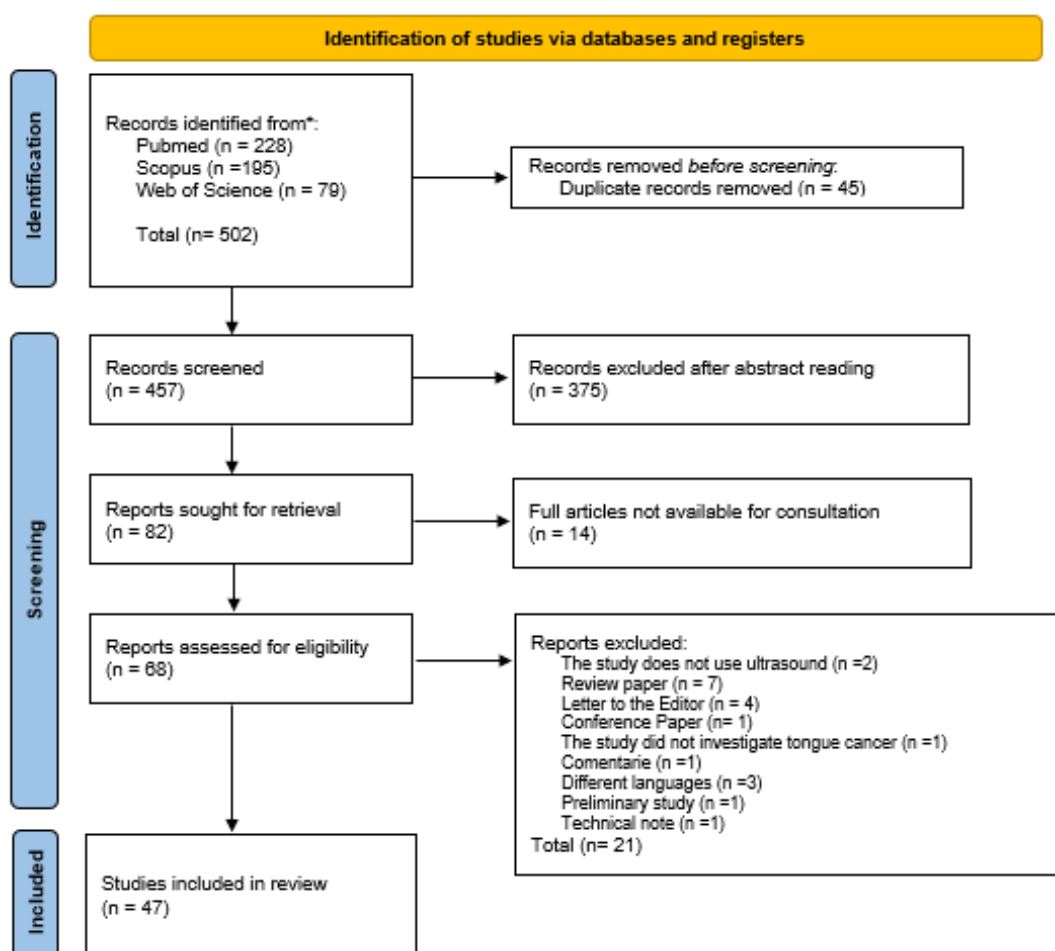 Identification of studies via databases and registers
Identification
Records identified from*:
Pubmed (n = 228)
Scopus (n =195)
Web of Science (n = 79)
Total (n= 502)
Records removed before screening:
Duplicate records removed (n = 45)
Screening
Records screened
(n = 457)
Records excluded after abstract reading
(n = 375)
Reports sought for retrieval
(n = 82)
Full articles not available for consultation
(n = 14)
Reports assessed for eligibility
(n = 68)
Reports excluded:
The study does not use ultrasound (n =2)
Review paper (n = 7)
Letter to the Editor (n = 4)
Conference Paper (n= 1)
The study did not investigate tongue cancer (n =1)
Comentarie (n =1)
Different languages (n =3)
Preliminary study (n =1)
Technical note (n =1)
Total (n= 21)
Included
Studies included in review
(n = 47)